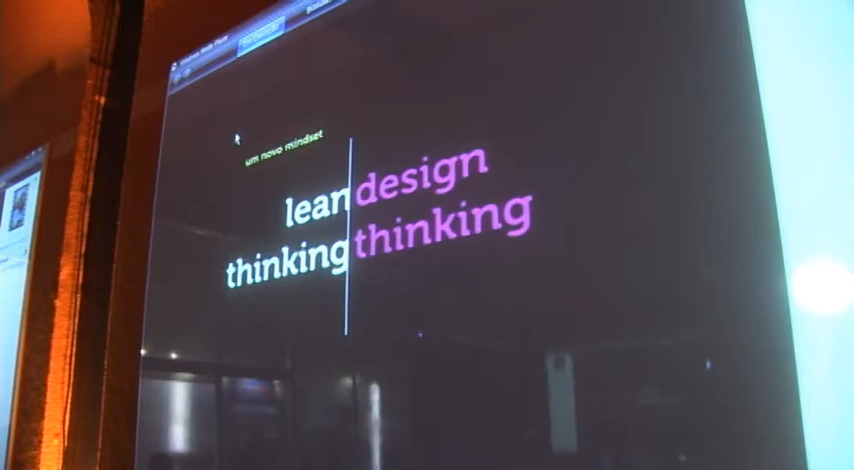 um novo mindset
lean design
thinking thinking